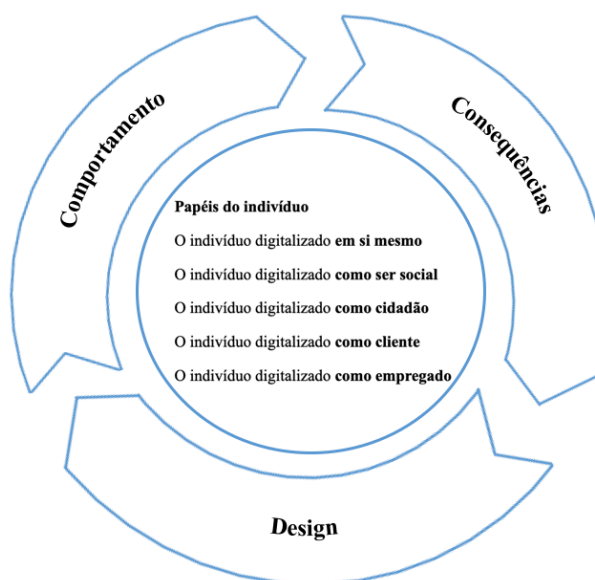 Comportamento
Consequências
Papéis do indivíduo
O indivíduo digitalizado em si mesmo
O indivíduo digitalizado como ser social
O indivíduo digitalizado como cidadão
O indivíduo digitalizado como cliente
O indivíduo digitalizado como empregado
Design